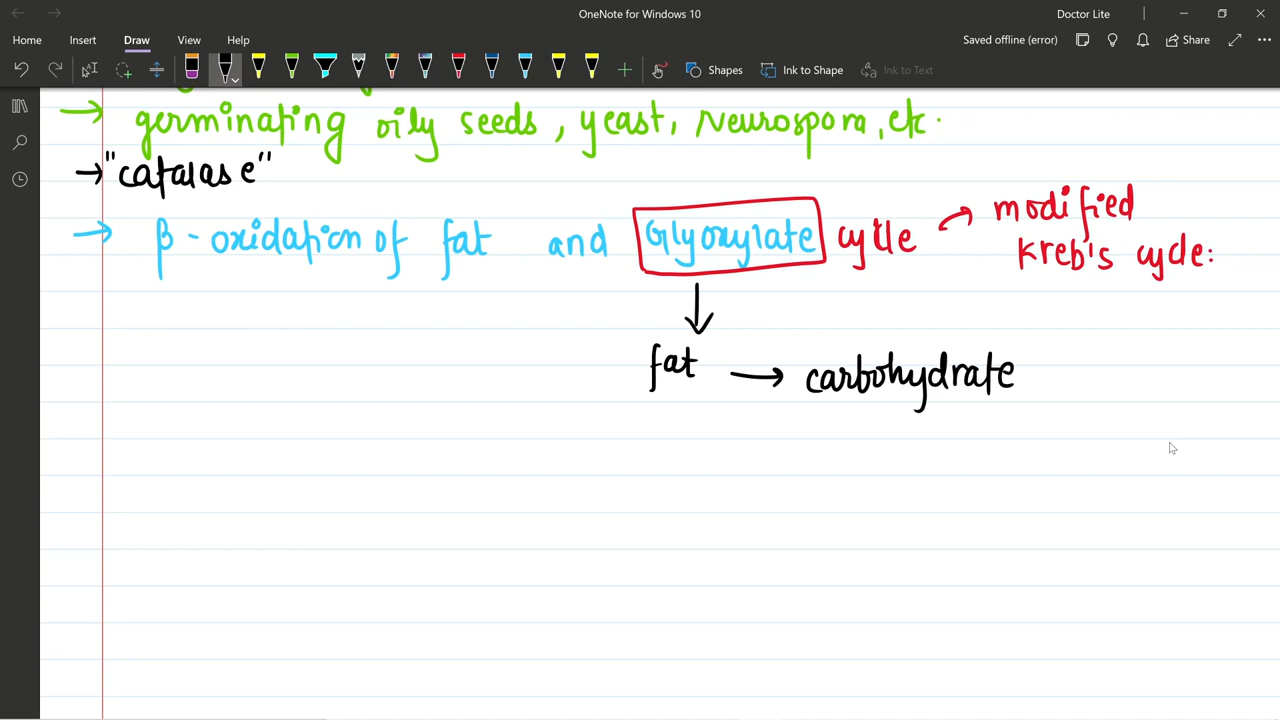 OneNote for Windows 10
Doctor Lite
Home Insert Draw View Help
Saved offline (error)
Share
Shapes
Ink to Shape
Ink to Text
→ germinating oily seeds, yeast, Neurospora, etc.
→ "catalase"
→ β - oxidation of fat and Glyoxylate cycle → modified
Kreb's cycle:
↓
fat → carbohydrate